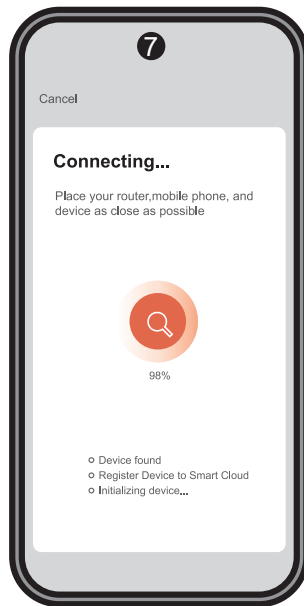 7
Cancel
Connecting...
Place your router,mobile phone, and
device as close as possible
98%
Device found
Register Device to Smart Cloud
Initializing device...